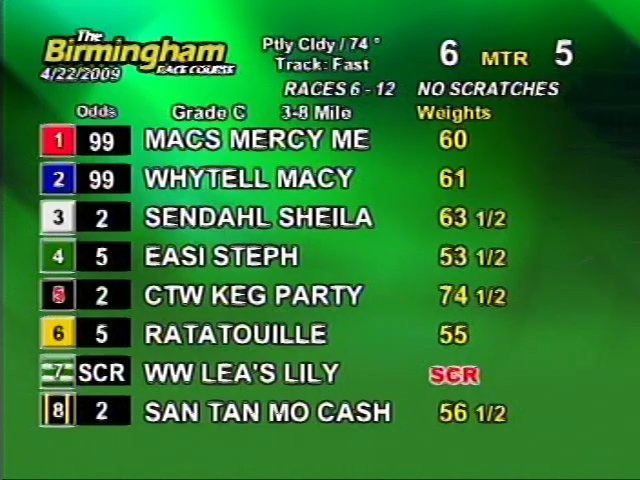 The
Birmingham
RACE COURSE
4/22/2009
Ptly Cldy / 74 °
Track: Fast
6 MTR 5
RACES 6 - 12 NO SCRATCHES
Odds Grade C 3-8 Mile Weights
1 99 MACS MERCY ME 60
2 99 WHYTELL MACY 61
3 2 SENDAHL SHEILA 63 1/2
4 5 EASI STEPH 53 1/2
5 2 CTW KEG PARTY 74 1/2
6 5 RATATOUILLE 55
7 SCR WW LEA'S LILY SCR
8 2 SAN TAN MO CASH 56 1/2